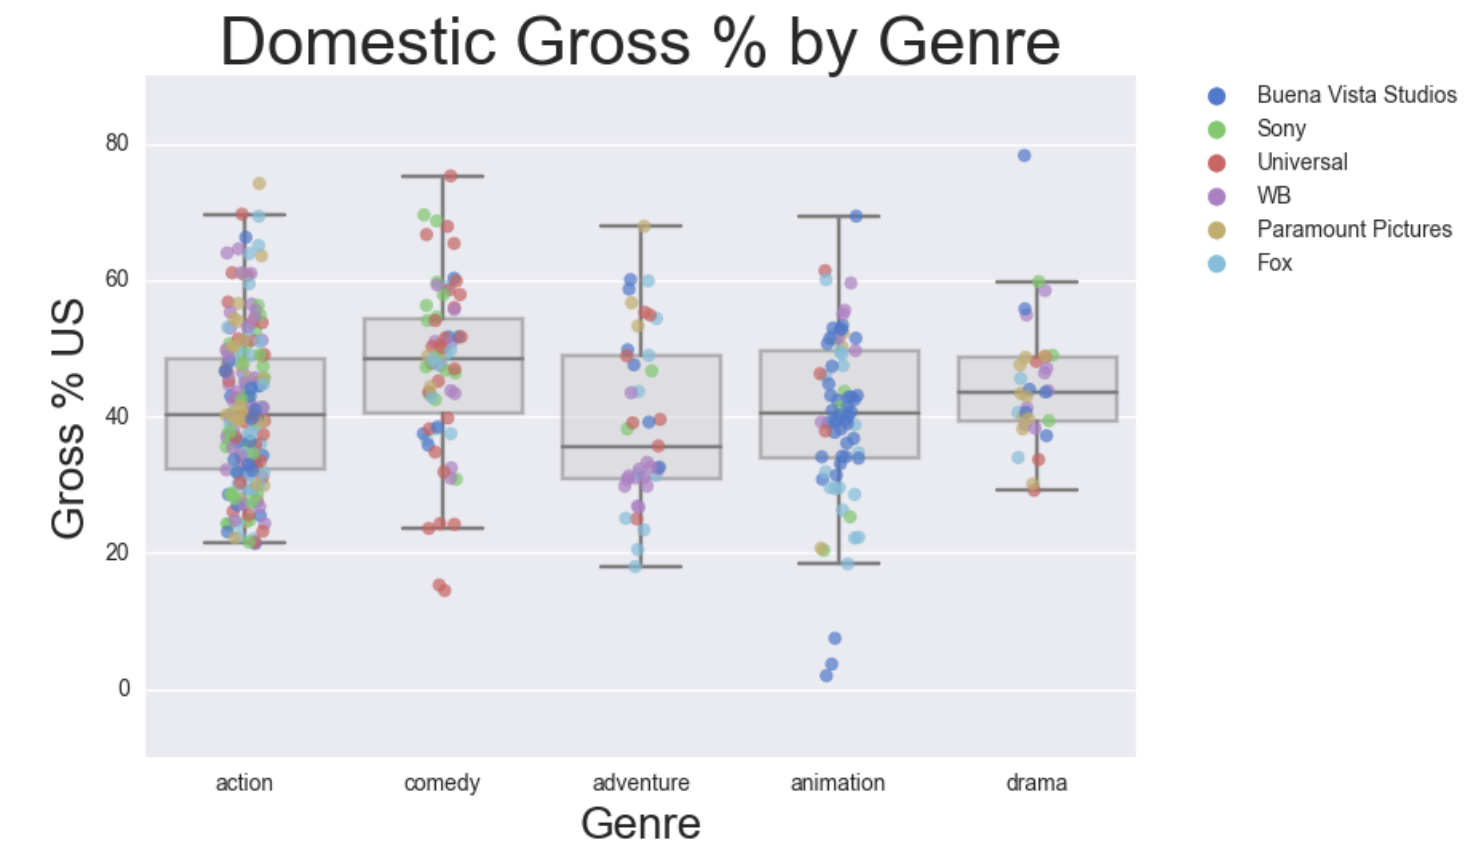 Domestic Gross % by Genre
Gross % US
80
60
40
20
0
action
comedy
adventure
animation
drama
Genre
Buena Vista Studios
Sony
Universal
WB
Paramount Pictures
Fox